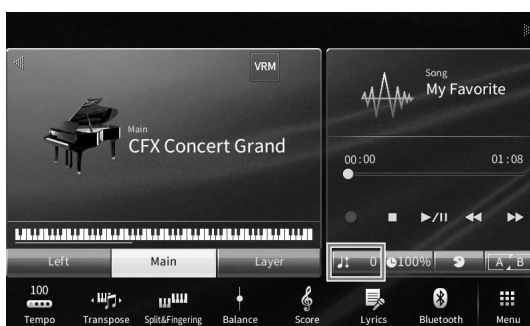 VRM
Main
CFX Concert Grand
Left
Main
Layer
Song
My Favorite
00:00
01:08
0
100%
A B
100
Tempo
Transpose
Split&Fingering
Balance
Score
Lyrics
Bluetooth
Menu